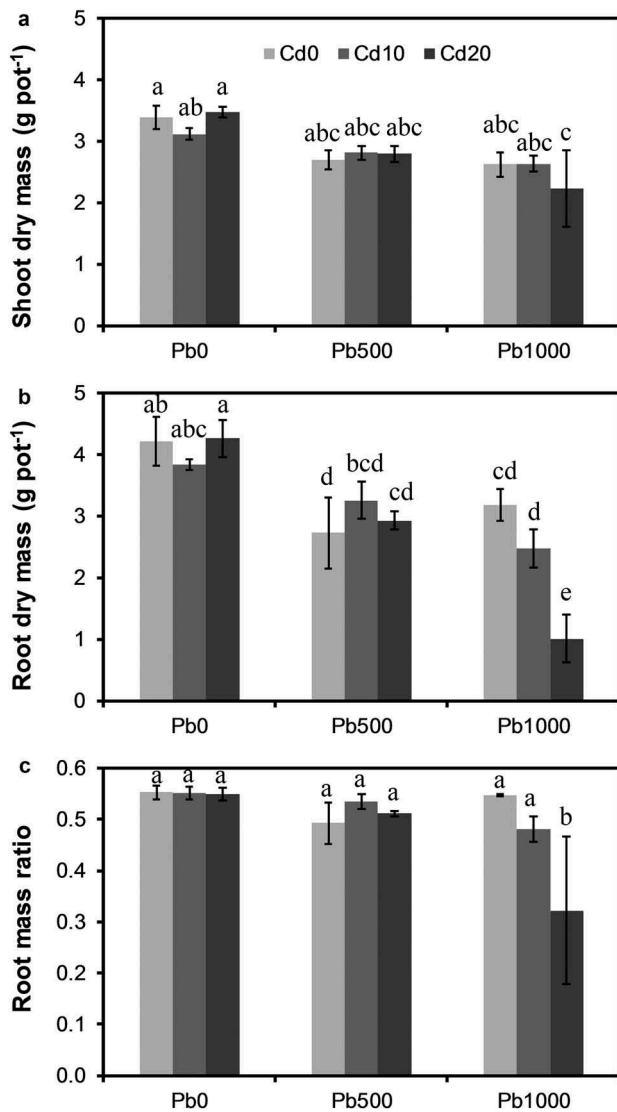 a
Shoot dry mass (g pot⁻¹)
5
4
3
2
1
0
Cd0 Cd10 Cd20
a ab a
abc abc abc
abc abc c
Pb0 Pb500 Pb1000
b
Root dry mass (g pot⁻¹)
5
4
3
2
1
0
ab abc a
d bcd cd
cd d e
Pb0 Pb500 Pb1000
c
Root mass ratio
0.6
0.5
0.4
0.3
0.2
0.1
0.0
a a a
a a a
a a b
Pb0 Pb500 Pb1000